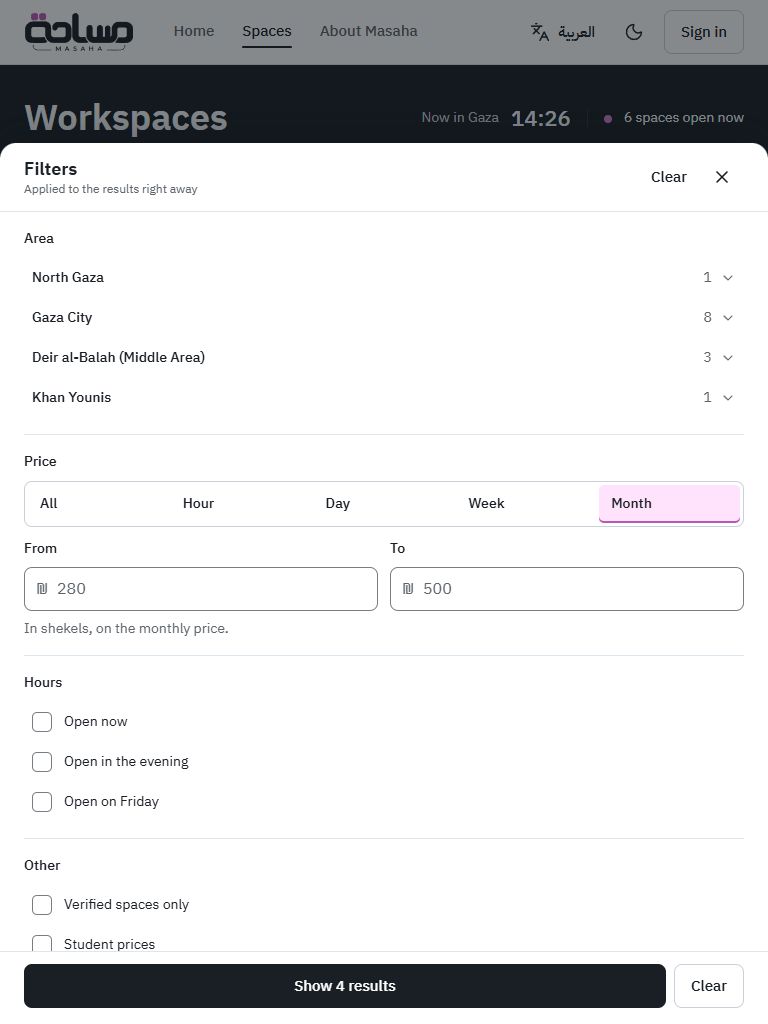 مساحة
MASAHA
Home
Spaces
About Masaha
العربية
Sign in
Workspaces
Now in Gaza 14:26
6 spaces open now
Filters
Applied to the results right away
Clear
Area
North Gaza 1
Gaza City 8
Deir al-Balah (Middle Area) 3
Khan Younis 1
Price
All
Hour
Day
Week
Month
From
To
₪ 280
₪ 500
In shekels, on the monthly price.
Hours
Open now
Open in the evening
Open on Friday
Other
Verified spaces only
Student prices
Show 4 results
Clear